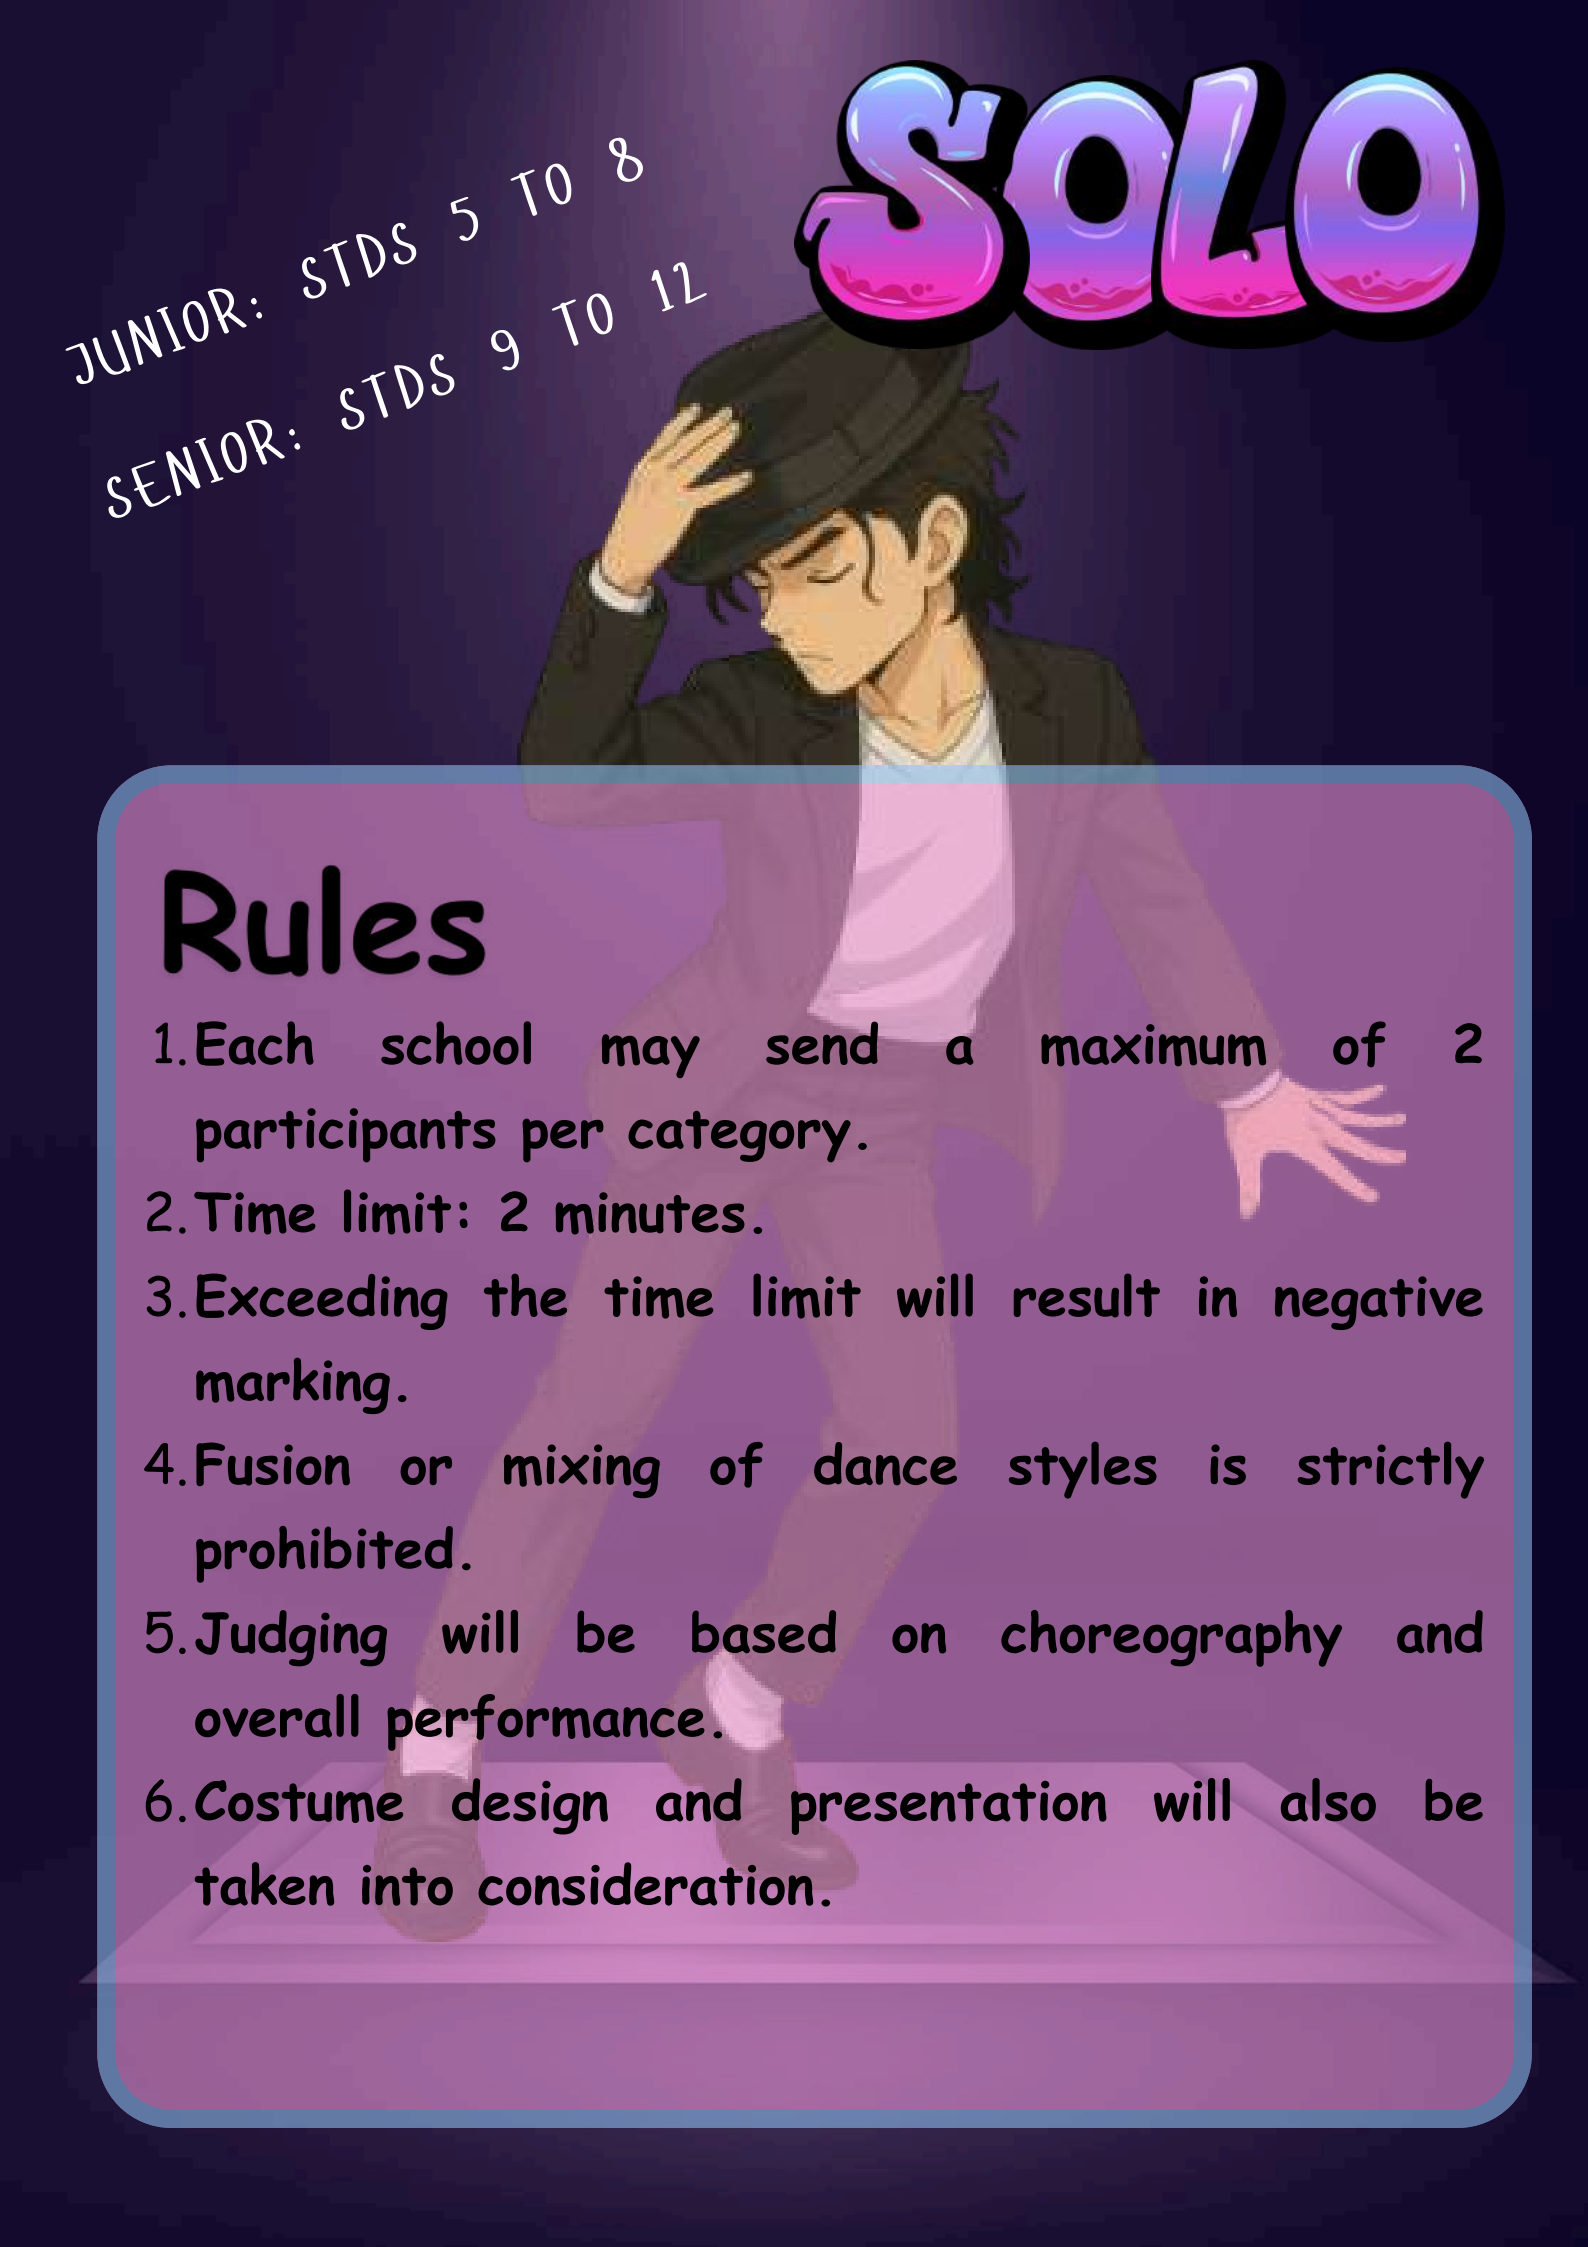 SOLO
JUNIOR: STDS 5 TO 8
SENIOR: STDS 9 TO 12
Rules
1. Each school may send a maximum of 2
participants per category.
2. Time limit: 2 minutes.
3. Exceeding the time limit will result in negative
marking.
4. Fusion or mixing of dance styles is strictly
prohibited.
5. Judging will be based on choreography and
overall performance.
6. Costume design and presentation will also be
taken into consideration.